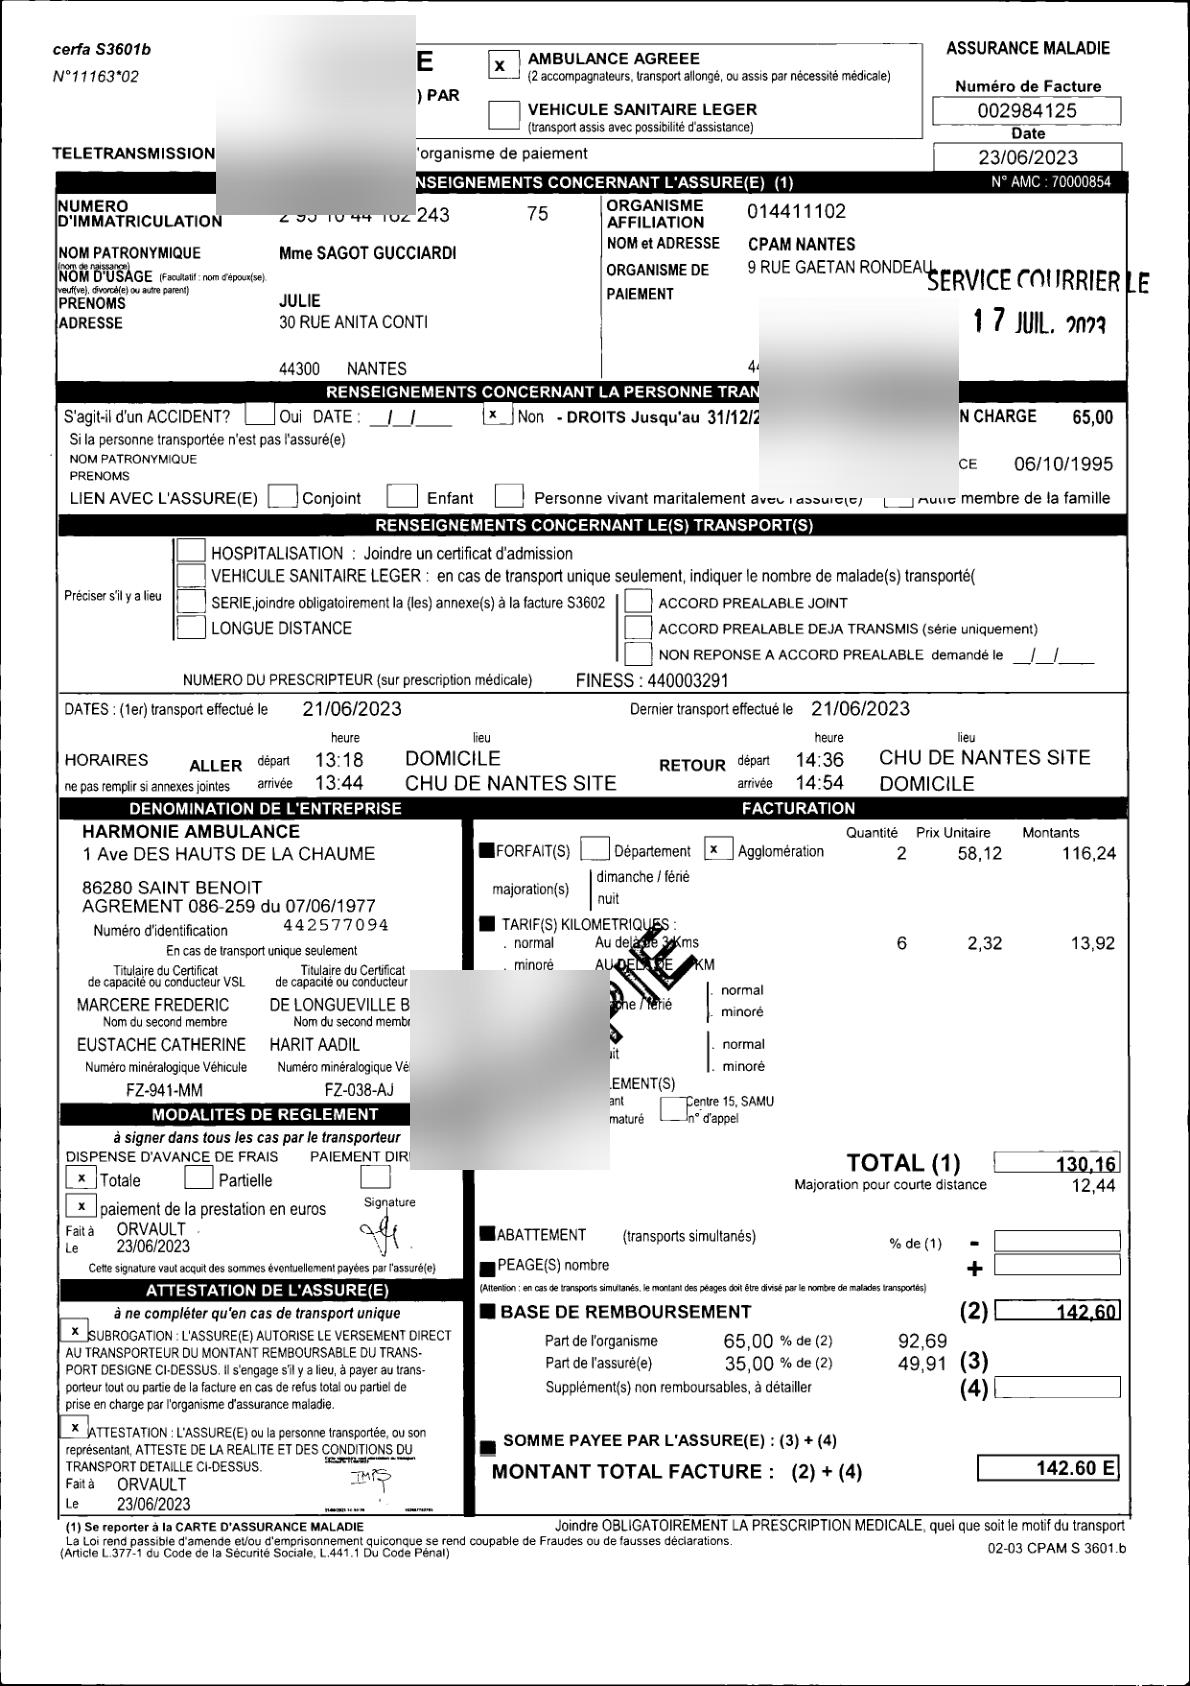 cerfa S3601b
N°11163*02
E
) PAR
x AMBULANCE AGREEE
(2 accompagnateurs, transport allongé, ou assis par nécessité médicale)
VEHICULE SANITAIRE LEGER
(transport assis avec possibilité d'assistance)
ASSURANCE MALADIE
Numéro de Facture
002984125
Date
23/06/2023
TELETRANSMISSION
'organisme de paiement
NSEIGNEMENTS CONCERNANT L'ASSURE(E) (1)
N° AMC : 70000854
NUMERO
D'IMMATRICULATION
2 95 10 44 162 243 75
NOM PATRONYMIQUE
(nom de naissance)
Mme SAGOT GUCCIARDI
NOM D'USAGE (Facultatif : nom d'époux(se).
veuf(ve), divorcé(e) ou autre parent)
PRENOMS JULIE
ADRESSE 30 RUE ANITA CONTI
44300 NANTES
ORGANISME
AFFILIATION
014411102
NOM et ADRESSE CPAM NANTES
ORGANISME DE 9 RUE GAETAN RONDEAU
PAIEMENT
SERVICE COURRIER LE
17 JUIL. 2023
44
RENSEIGNEMENTS CONCERNANT LA PERSONNE TRAN
S'agit-il d'un ACCIDENT? Oui DATE : __/__/____ x Non - DROITS Jusqu'au 31/12/2
N CHARGE 65,00
Si la personne transportée n'est pas l'assuré(e)
NOM PATRONYMIQUE
PRENOMS
CE 06/10/1995
LIEN AVEC L'ASSURE(E) Conjoint Enfant Personne vivant maritalement avec l'assuré(e) Autre membre de la famille
RENSEIGNEMENTS CONCERNANT LE(S) TRANSPORT(S)
Préciser s'il y a lieu
HOSPITALISATION : Joindre un certificat d'admission
VEHICULE SANITAIRE LEGER : en cas de transport unique seulement, indiquer le nombre de malade(s) transporté(
SERIE,joindre obligatoirement la (les) annexe(s) à la facture S3602
LONGUE DISTANCE
ACCORD PREALABLE JOINT
ACCORD PREALABLE DEJA TRANSMIS (série uniquement)
NON REPONSE A ACCORD PREALABLE demandé le __/__/____
NUMERO DU PRESCRIPTEUR (sur prescription médicale) FINESS : 440003291
DATES : (1er) transport effectué le 21/06/2023
Dernier transport effectué le 21/06/2023
heure lieu heure lieu
HORAIRES ALLER départ 13:18 DOMICILE
RETOUR départ 14:36 CHU DE NANTES SITE
ne pas remplir si annexes jointes arrivée 13:44 CHU DE NANTES SITE
arrivée 14:54 DOMICILE
DENOMINATION DE L'ENTREPRISE
HARMONIE AMBULANCE
1 Ave DES HAUTS DE LA CHAUME
86280 SAINT BENOIT
AGREMENT 086-259 du 07/06/1977
Numéro d'identification 442577094
En cas de transport unique seulement
Titulaire du Certificat Titulaire du Certificat
de capacité ou conducteur VSL de capacité ou conducteur
MARCERE FREDERIC DE LONGUEVILLE B
Nom du second membre Nom du second membr
EUSTACHE CATHERINE HARIT AADIL
Numéro minéralogique Véhicule Numéro minéralogique Vé
FZ-941-MM FZ-038-AJ
MODALITES DE REGLEMENT
à signer dans tous les cas par le transporteur
DISPENSE D'AVANCE DE FRAIS PAIEMENT DIR
x Totale Partielle
x paiement de la prestation en euros
Signature
Fait à ORVAULT
Le 23/06/2023
Cette signature vaut acquit des sommes éventuellement payées par l'assuré(e)
ATTESTATION DE L'ASSURE(E)
à ne compléter qu'en cas de transport unique
x SUBROGATION : L'ASSURE(E) AUTORISE LE VERSEMENT DIRECT
AU TRANSPORTEUR DU MONTANT REMBOURSABLE DU TRANS-
PORT DESIGNE CI-DESSUS. Il s'engage s'il y a lieu, à payer au trans-
porteur tout ou partie de la facture en cas de refus total ou partiel de
prise en charge par l'organisme d'assurance maladie.
x ATTESTATION : L'ASSURE(E) ou la personne transportée, ou son
représentant, ATTESTE DE LA REALITE ET DES CONDITIONS DU
TRANSPORT DETAILLE CI-DESSUS.
Fait à ORVAULT
Le 23/06/2023
FACTURATION
Quantité Prix Unitaire Montants
FORFAIT(S) Département x Agglomération 2 58,12 116,24
majoration(s) dimanche / férié
nuit
TARIF(S) KILOMETRIQUES :
. normal Au delà de 3 Kms 6 2,32 13,92
. minoré AU DELA DE KM
PIE
che / férié . normal
. minoré
it . normal
. minoré
LEMENT(S)
ant Centre 15, SAMU
maturé n° d'appel
TOTAL (1) 130,16
Majoration pour courte distance 12,44
ABATTEMENT (transports simultanés) % de (1) -
PEAGE(S) nombre +
(Attention : en cas de transports simultanés, le montant des péages doit être divisé par le nombre de malades transportés)
BASE DE REMBOURSEMENT (2) 142,60
Part de l'organisme 65,00 % de (2) 92,69
Part de l'assuré(e) 35,00 % de (2) 49,91 (3)
Supplément(s) non remboursables, à détailler (4)
SOMME PAYEE PAR L'ASSURE(E) : (3) + (4)
MONTANT TOTAL FACTURE : (2) + (4) 142.60 E
(1) Se reporter à la CARTE D'ASSURANCE MALADIE
Joindre OBLIGATOIREMENT LA PRESCRIPTION MEDICALE, quel que soit le motif du transport
La Loi rend passible d'amende et/ou d'emprisonnement quiconque se rend coupable de Fraudes ou de fausses déclarations.
(Article L.377-1 du Code de la Sécurité Sociale, L.441.1 Du Code Pénal)
02-03 CPAM S 3601.b